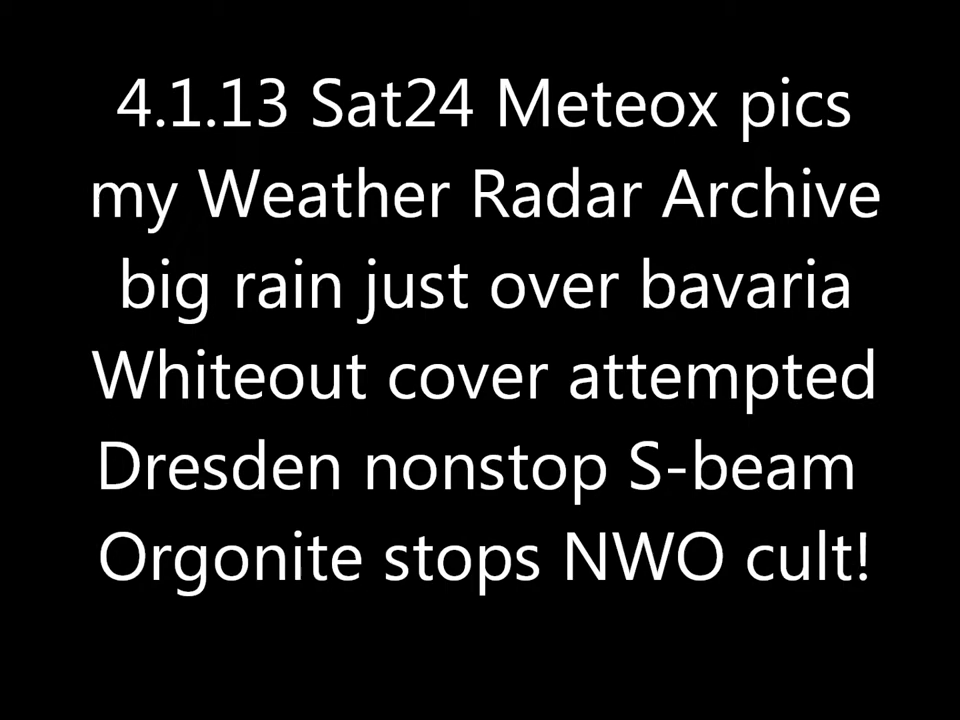 4.1.13 Sat24 Meteox pics
my Weather Radar Archive
big rain just over bavaria
Whiteout cover attempted
Dresden nonstop S-beam
Orgonite stops NWO cult!